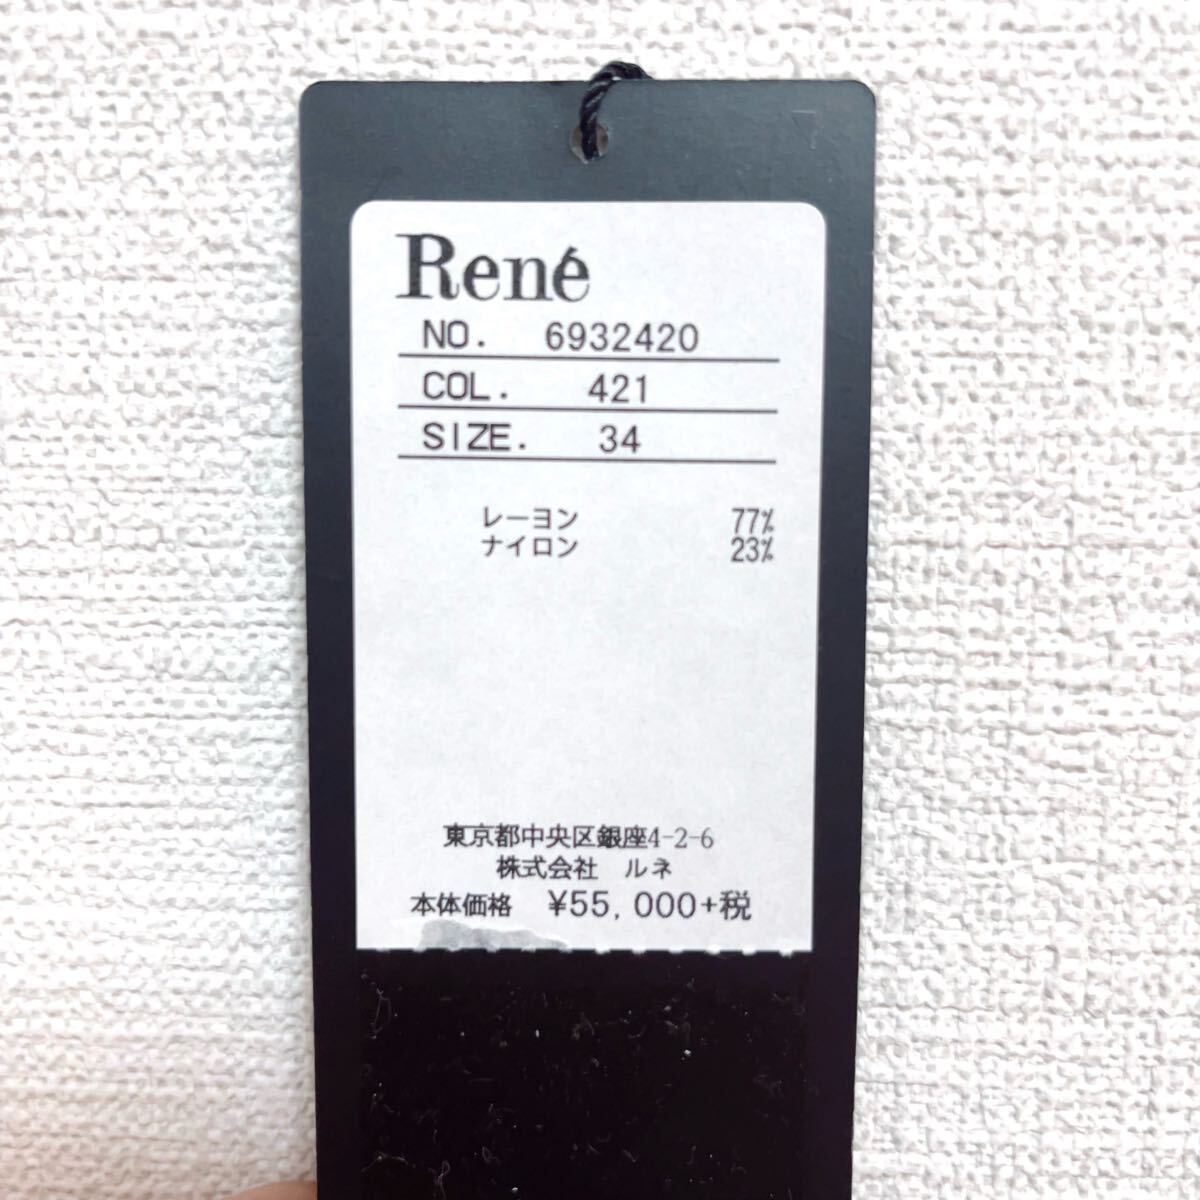 René
NO. 6932420
COL. 421
SIZE. 34
レーヨン 77%
ナイロン 23%
東京都中央区銀座4-2-6
株式会社 ルネ
本体価格 ¥55,000+税